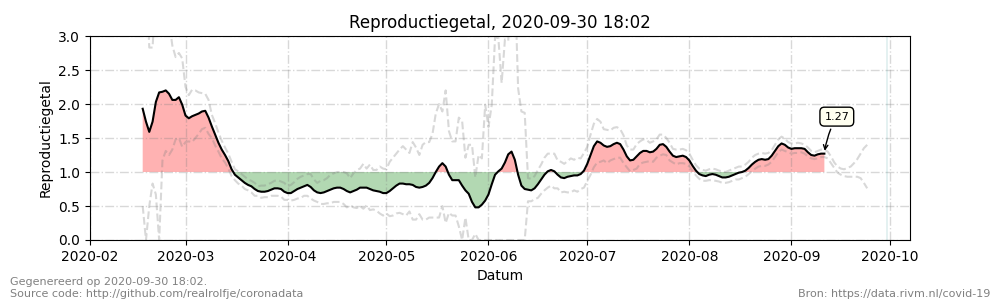 Reproductiegetal, 2020-09-30 18:02
3.0
2.5
2.0
1.5
1.0
0.5
0.0
Reproductiegetal
1.27
2020-02 2020-03 2020-04 2020-05 2020-06 2020-07 2020-08 2020-09 2020-10
Datum
Gegenereerd op 2020-09-30 18:02.
Source code: http://github.com/realrolfje/coronadata
Bron: https://data.rivm.nl/covid-19